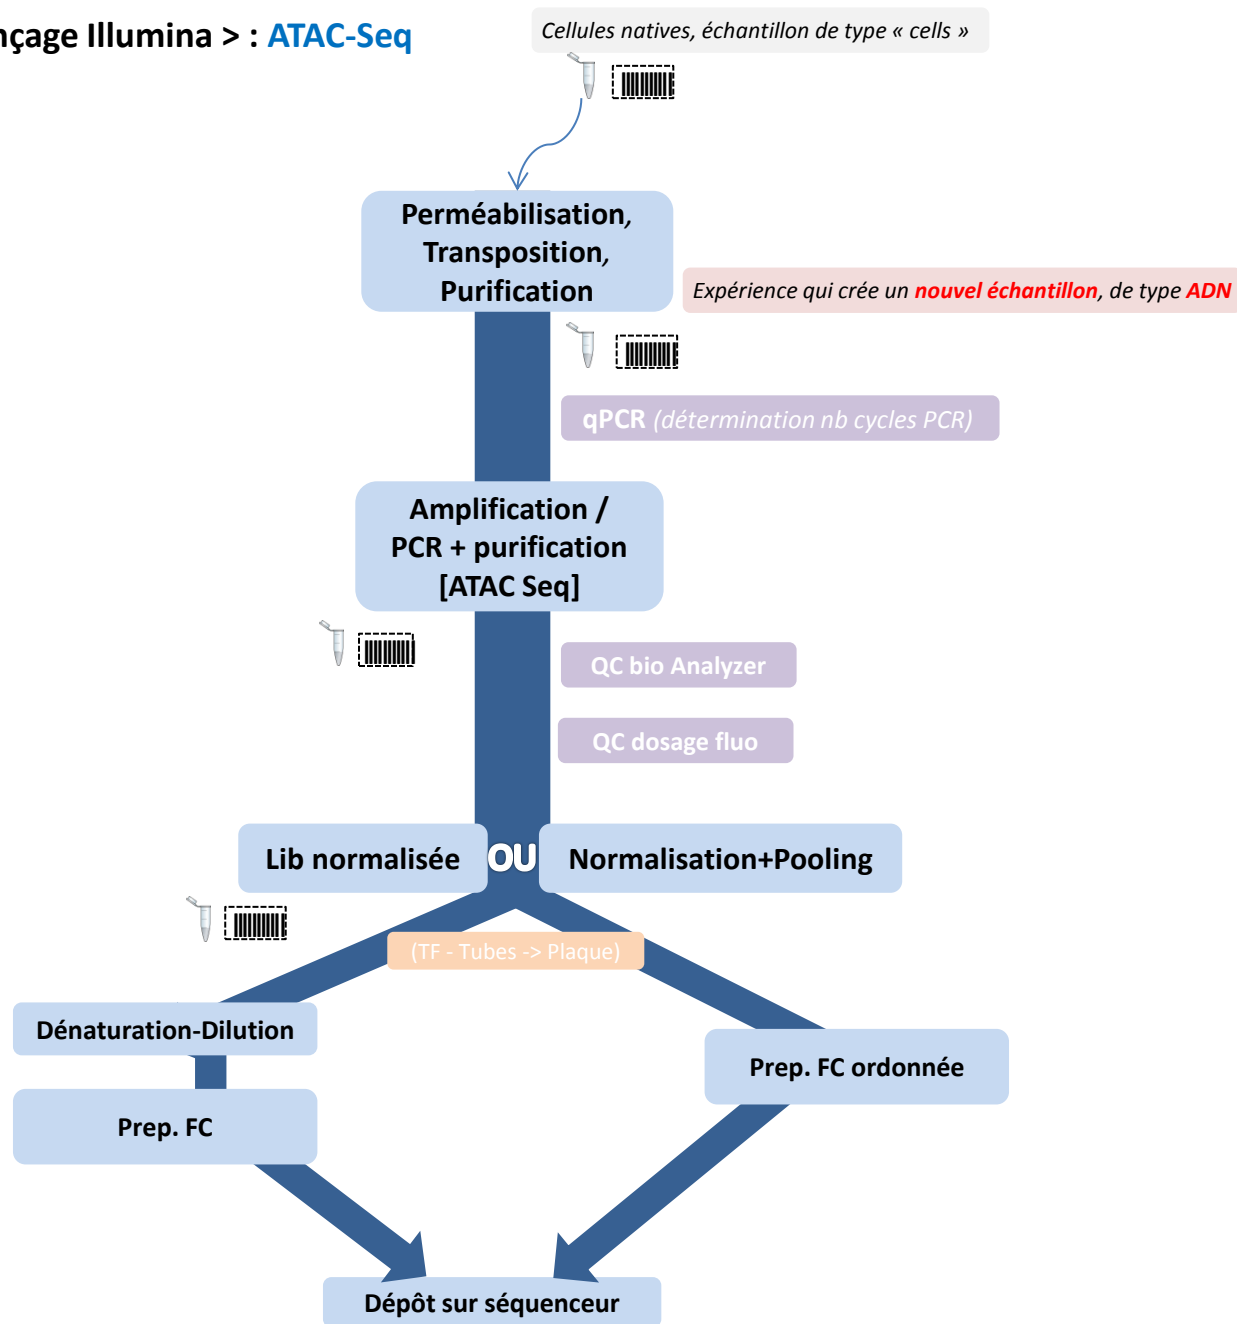 nçage Illumina > : ATAC-Seq
Cellules natives, échantillon de type « cells »
Perméabilisation,
Transposition,
Purification
Expérience qui crée un nouvel échantillon, de type ADN
qPCR (détermination nb cycles PCR)
Amplification /
PCR + purification
[ATAC Seq]
QC bio Analyzer
QC dosage fluo
Lib normalisée
OU
Normalisation+Pooling
(TF - Tubes -> Plaque)
Dénaturation-Dilution
Prep. FC ordonnée
Prep. FC
Dépôt sur séquenceur